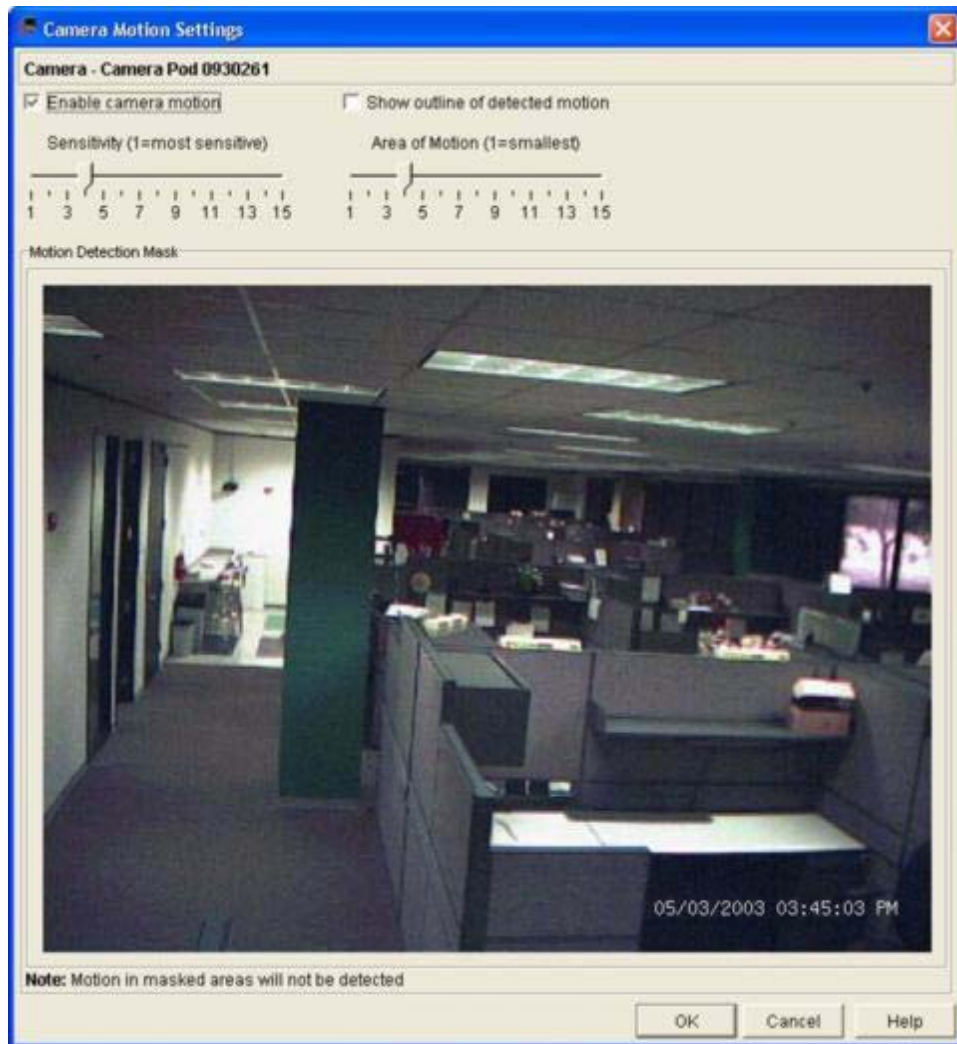 Camera Motion Settings
Camera - Camera Pod 0930261
Enable camera motion
Show outline of detected motion
Sensitivity (1=most sensitive)
Area of Motion (1=smallest)
1 3 5 7 9 11 13 15
1 3 5 7 9 11 13 15
Motion Detection Mask
05/03/2003 03:45:03 PM
Note: Motion in masked areas will not be detected
OK
Cancel
Help